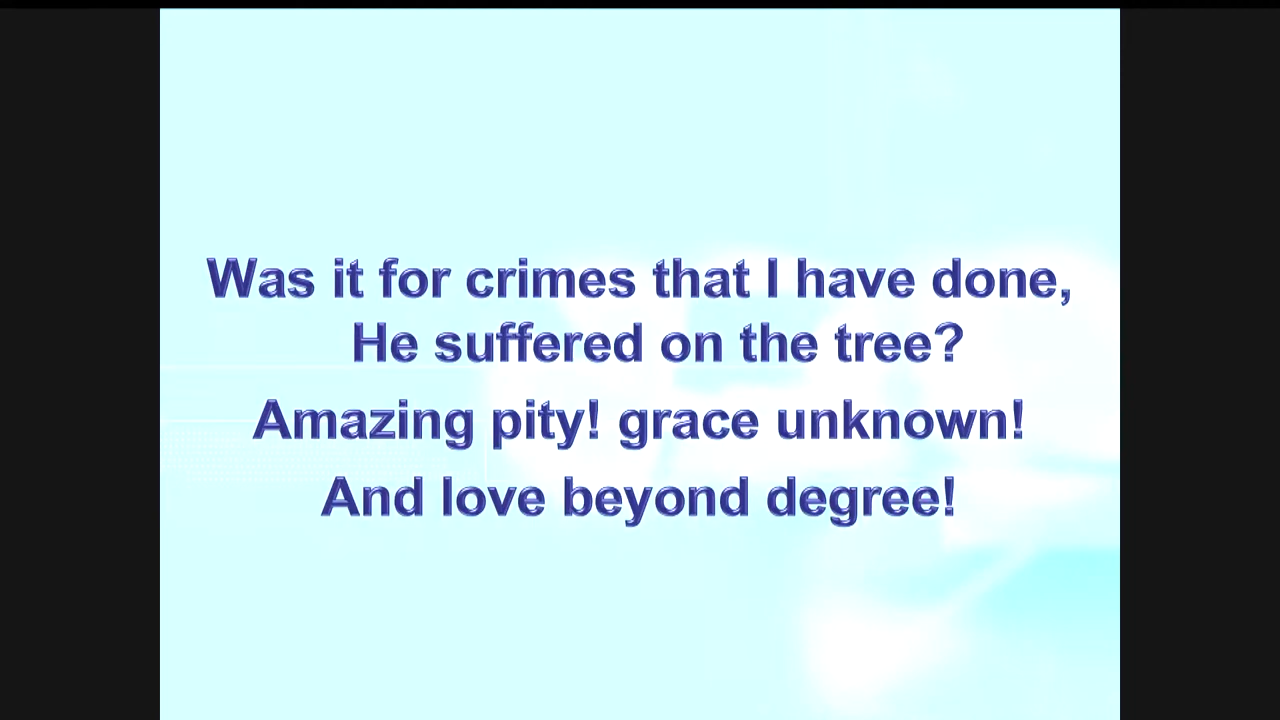 Was it for crimes that I have done,
He suffered on the tree?
Amazing pity! grace unknown!
And love beyond degree!